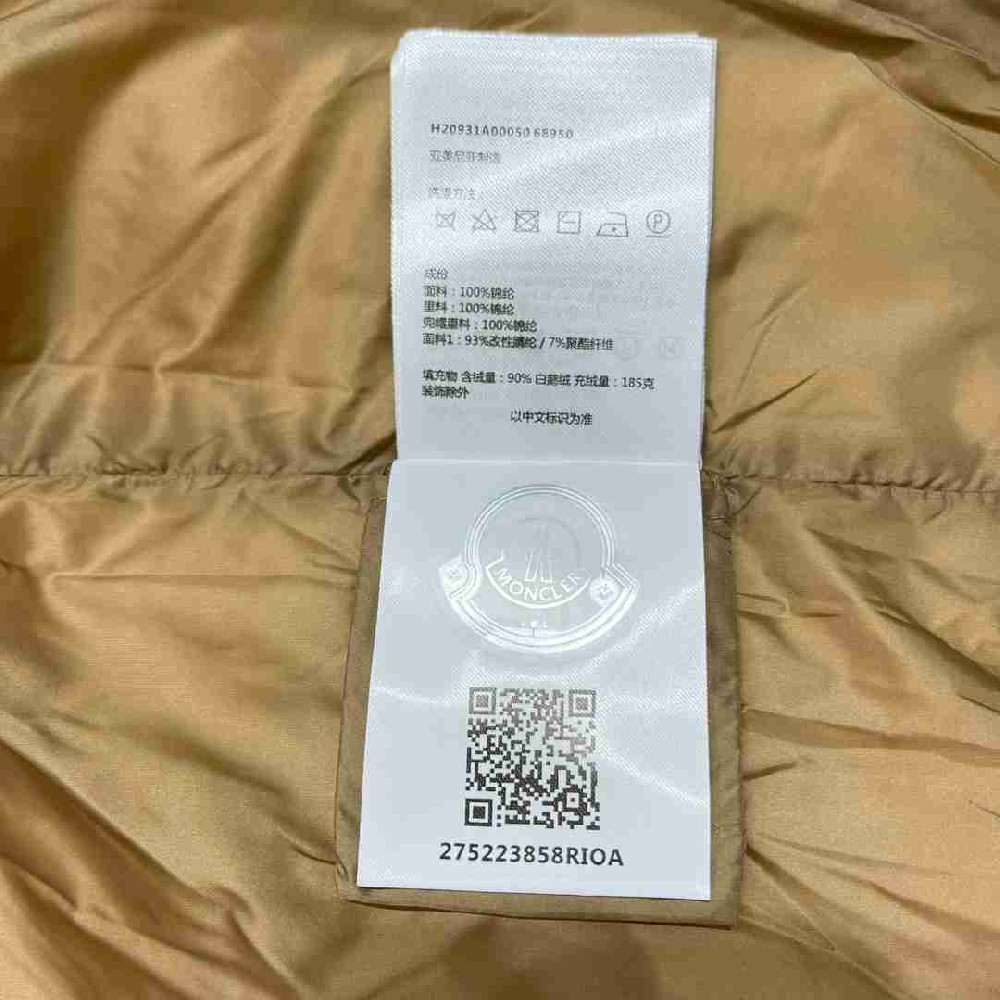 H20931A00050 68950
亚美尼亚制造
洗涤方法：
P
成份
面料：100%锦纶
里料：100%锦纶
兜帽里料：100%锦纶
面料1：93%改性腈纶 / 7%聚酯纤维
填充物 含绒量：90% 白鹅绒 充绒量：185克
装饰除外
以中文标识为准
MONCLER
275223858RIOA